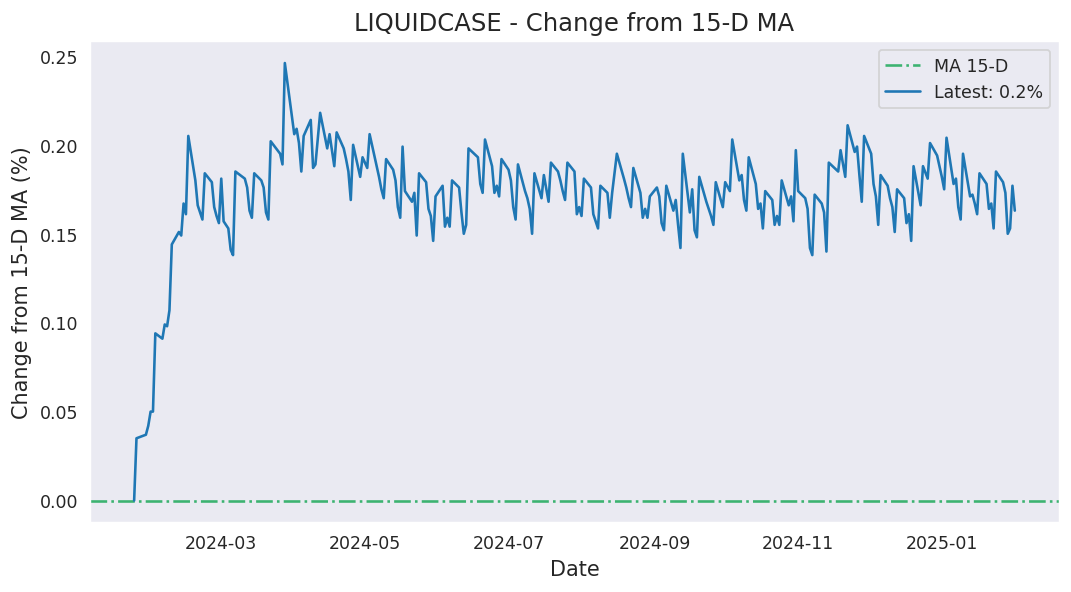 LIQUIDCASE - Change from 15-D MA
MA 15-D
Latest: 0.2%
Change from 15-D MA (%)
0.25
0.20
0.15
0.10
0.05
0.00
2024-03 2024-05 2024-07 2024-09 2024-11 2025-01
Date